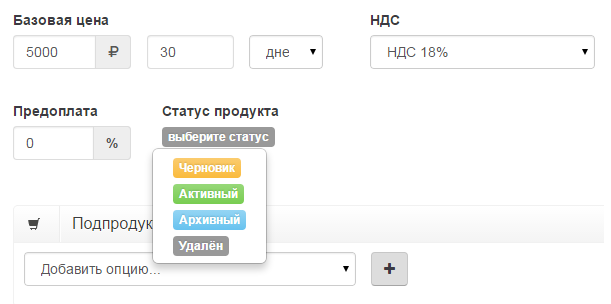 Базовая цена НДС
5000 ₽ 30 дне НДС 18%
Предоплата Статус продукта
0 % выберите статус
Черновик
Активный
Архивный
Удалён
Подпродук
Добавить опцию... +